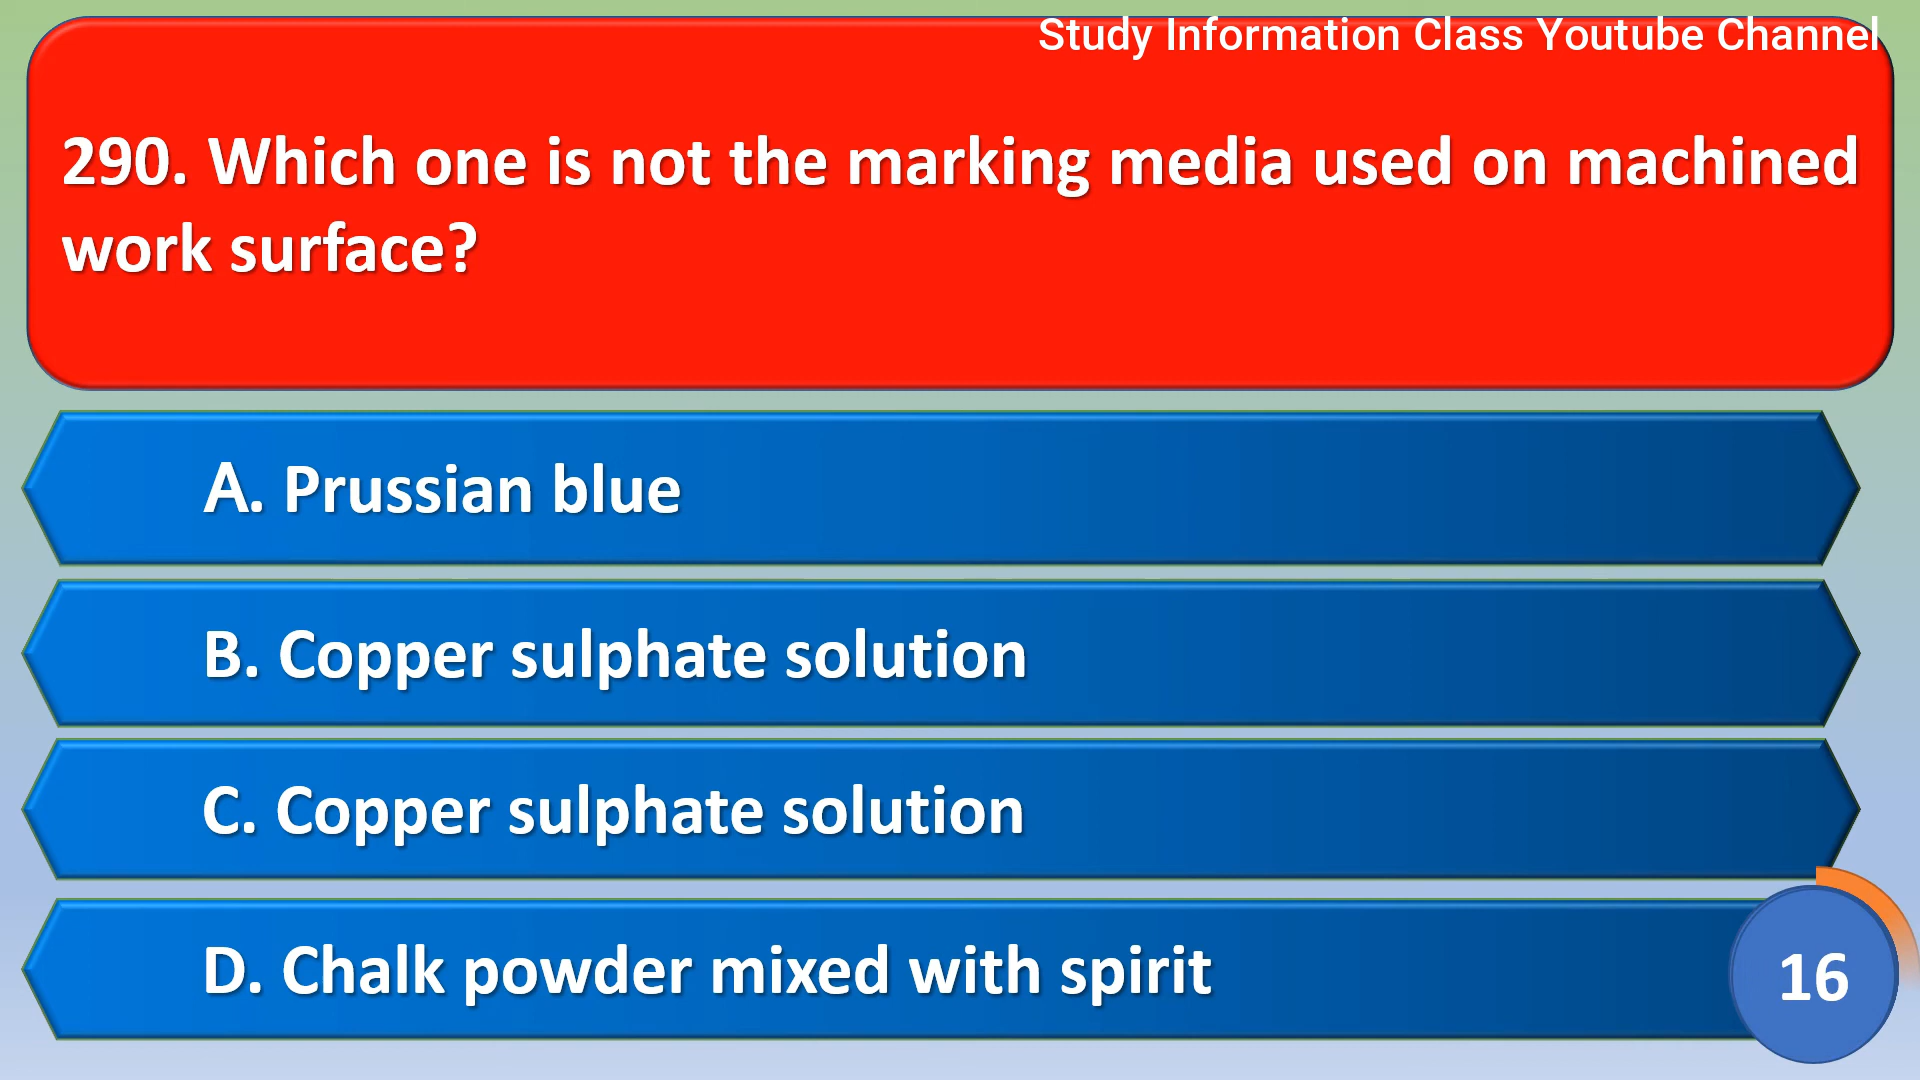 Study Information Class Youtube Channel
290. Which one is not the marking media used on machined
work surface?
A. Prussian blue
B. Copper sulphate solution
C. Copper sulphate solution
D. Chalk powder mixed with spirit
16